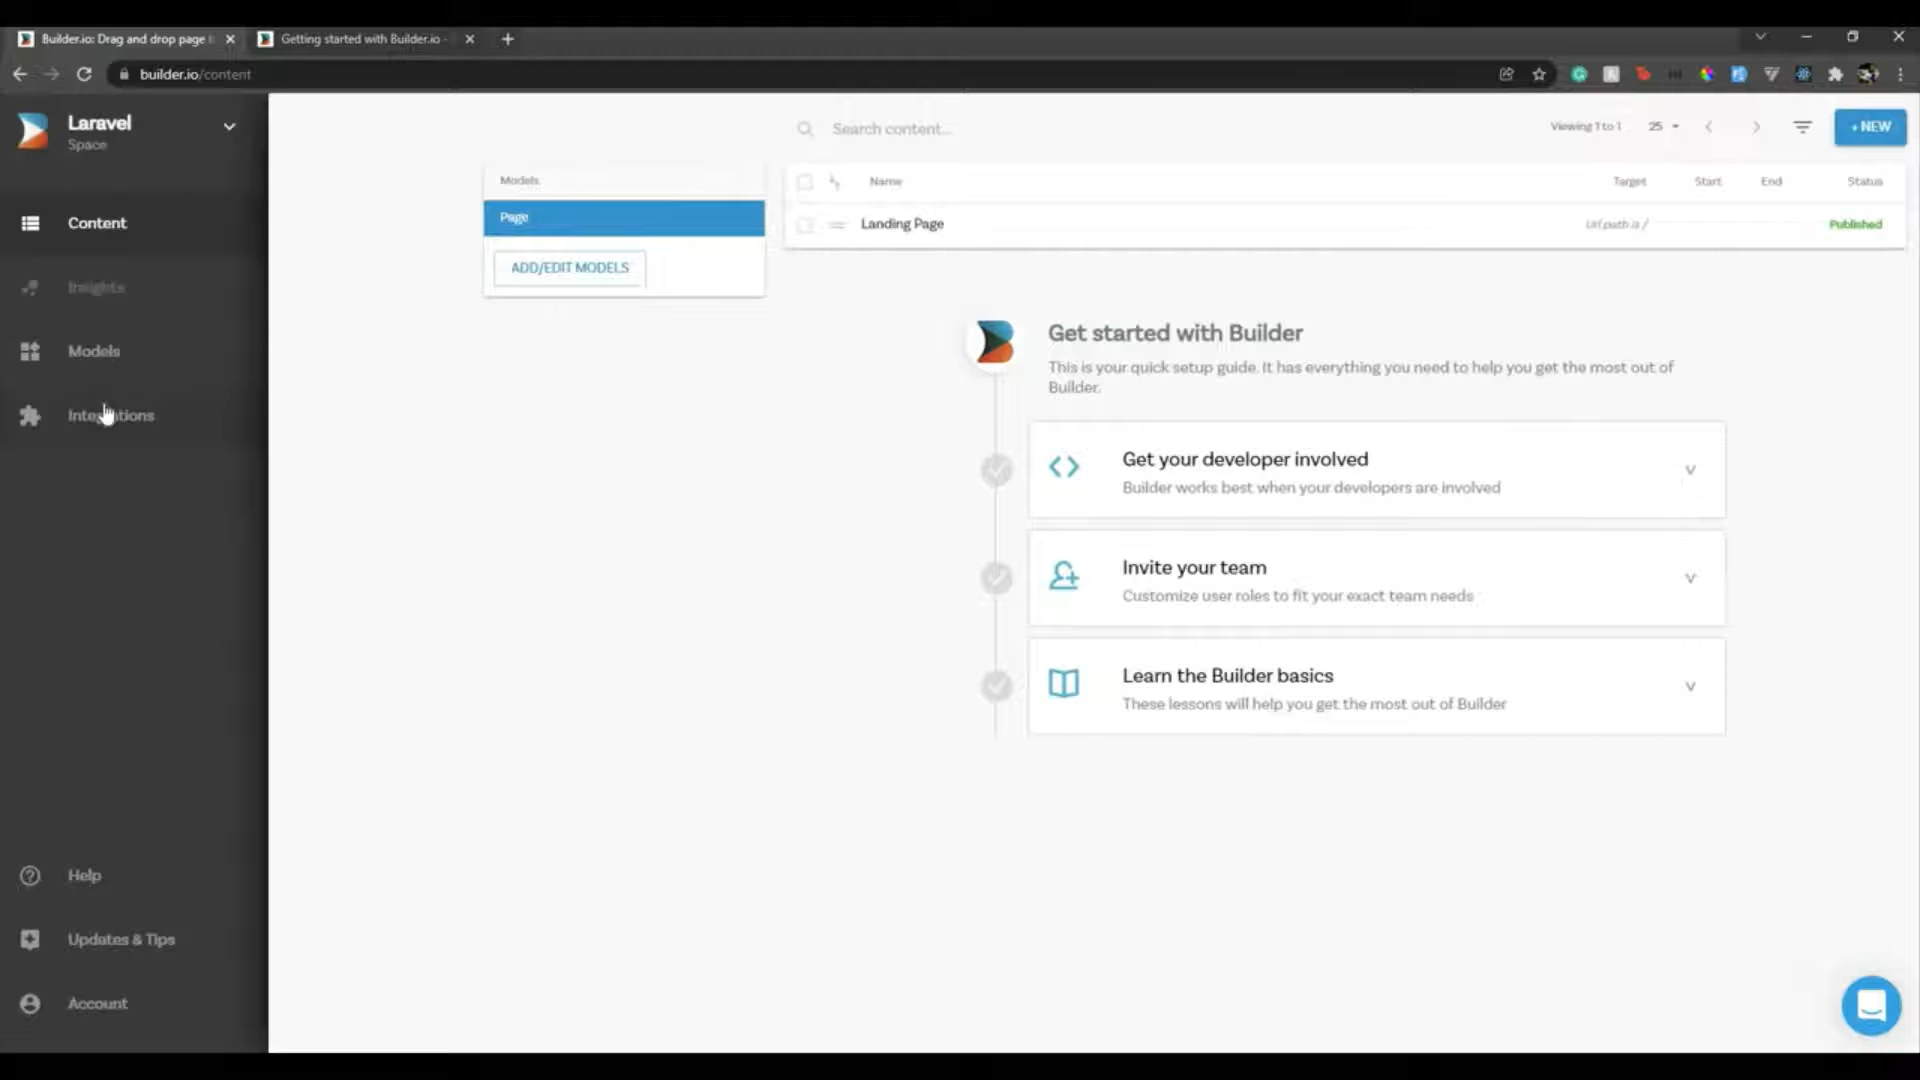 Builder.io: Drag and drop page
Getting started with Builder.io -
builder.io/content
Laravel
Space
Content
Insights
Models
Integrations
Help
Updates & Tips
Account
Search content...
Viewing 1 to 1
25
+ NEW
Models
Page
ADD/EDIT MODELS
Name
Target
Start
End
Status
Landing Page
Url path is /
Published
Get started with Builder
This is your quick setup guide. It has everything you need to help you get the most out of
Builder.
Get your developer involved
Builder works best when your developers are involved
Invite your team
Customize user roles to fit your exact team needs
Learn the Builder basics
These lessons will help you get the most out of Builder